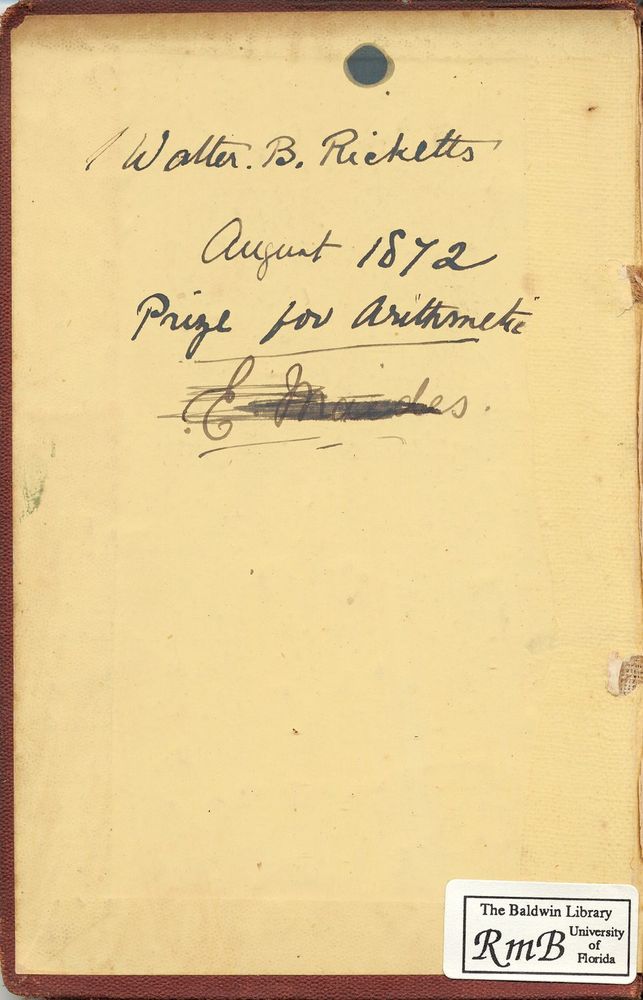 Walter. B. Ricketts
August 1872
Prize for Arithmetic
E
The Baldwin Library
RmB University
of
Florida